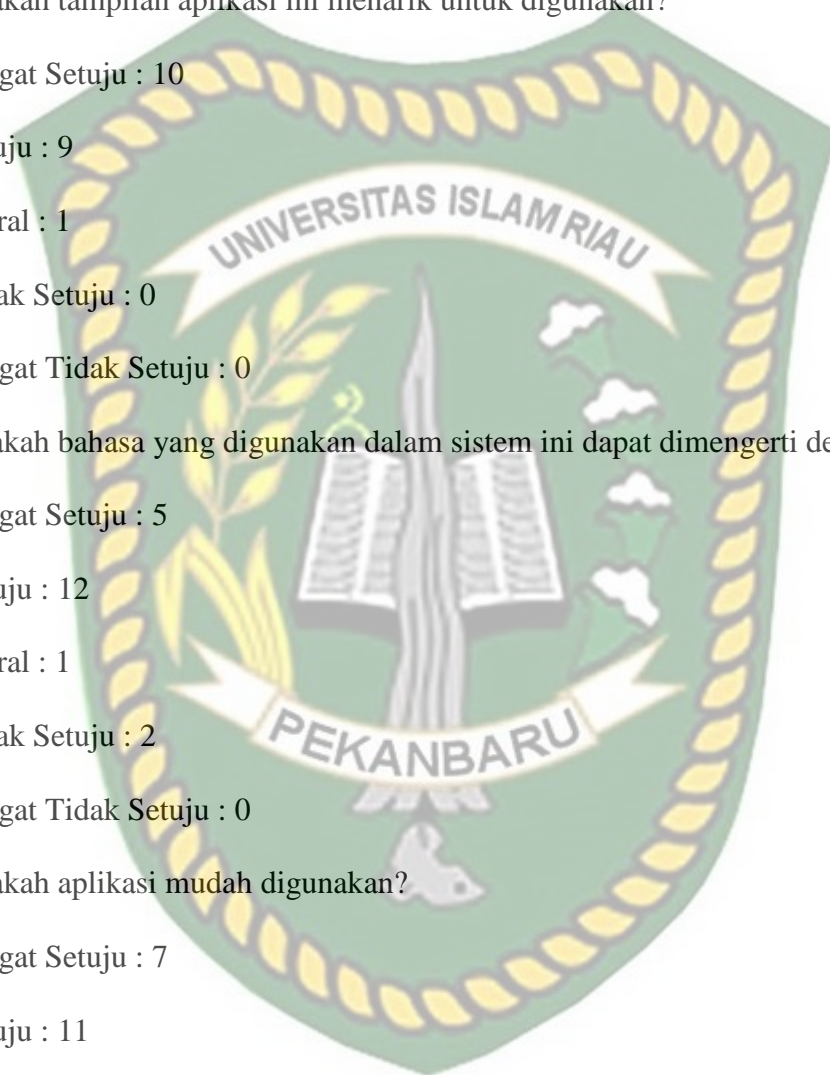 akah tampilan aplikasi ini menarik untuk digunakan?
gat Setuju : 10
uju : 9
ral : 1
ak Setuju : 0
gat Tidak Setuju : 0
akah bahasa yang digunakan dalam sistem ini dapat dimengerti de
gat Setuju : 5
uju : 12
ral : 1
ak Setuju : 2
gat Tidak Setuju : 0
akah aplikasi mudah digunakan?
gat Setuju : 7
uju : 11
UNIVERSITAS ISLAM RIAU
PEKANBARU